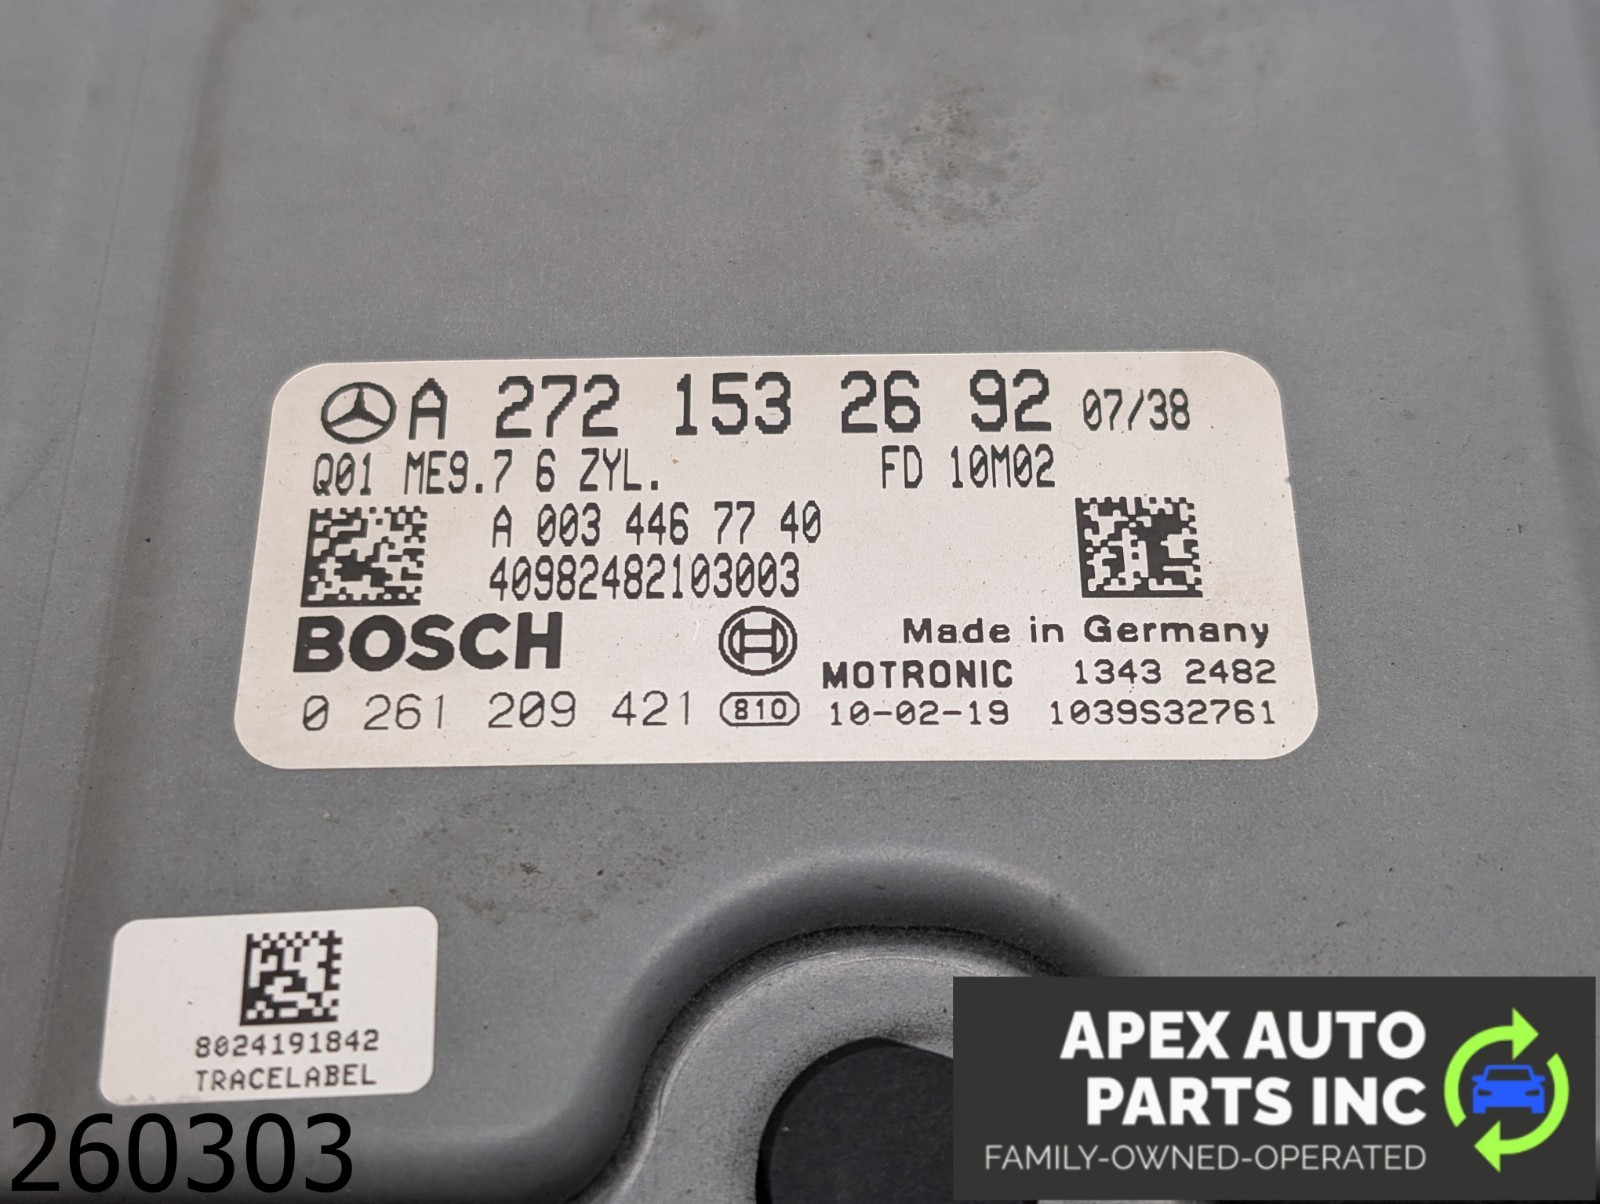 A 272 153 26 92 07/38
Q01 ME9.7 6 ZYL. FD 10M02
A 003 446 77 40
40982482103003
BOSCH
Made in Germany
MOTRONIC 1343 2482
0 261 209 421 810 10-02-19 1039S32761
8024191842
TRACELABEL
260303
APEX AUTO
PARTS INC
FAMILY-OWNED-OPERATED